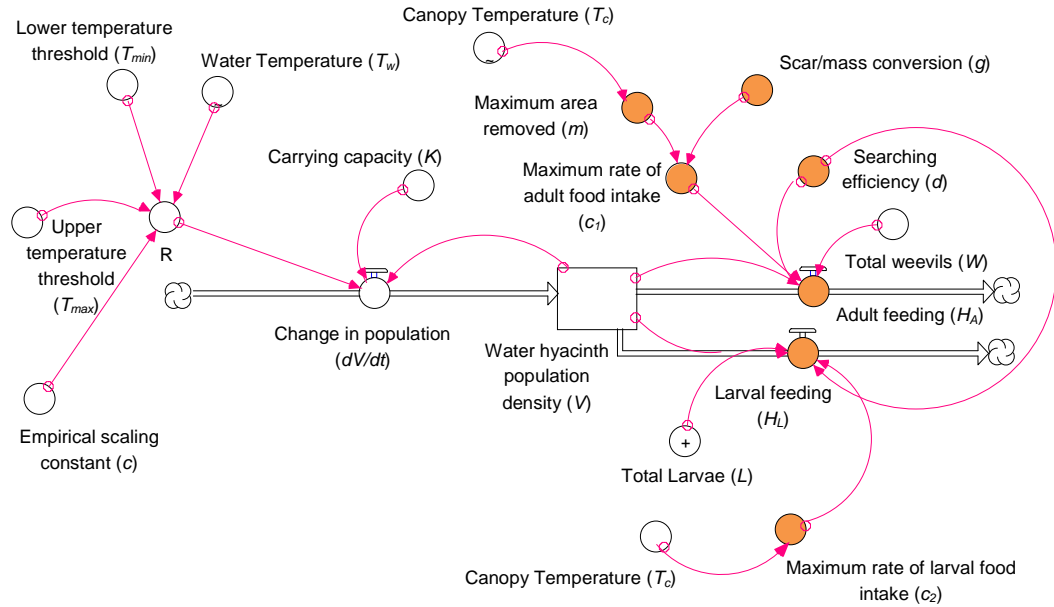 Canopy Temperature (Tc)
Lower temperature
threshold (Tmin)
Water Temperature (Tw)
~
~
Scar/mass conversion (g)
Maximum area
removed (m)
Carrying capacity (K)
Maximum rate of
adult food intake
(c1)
Searching
efficiency (d)
Upper
temperature
threshold
(Tmax)
R
Total weevils (W)
Change in population
(dV/dt)
Adult feeding (HA)
Water hyacinth
population
density (V)
Larval feeding
(HL)
Empirical scaling
constant (c)
+
Total Larvae (L)
~
Canopy Temperature (Tc)
Maximum rate of larval food
intake (c2)